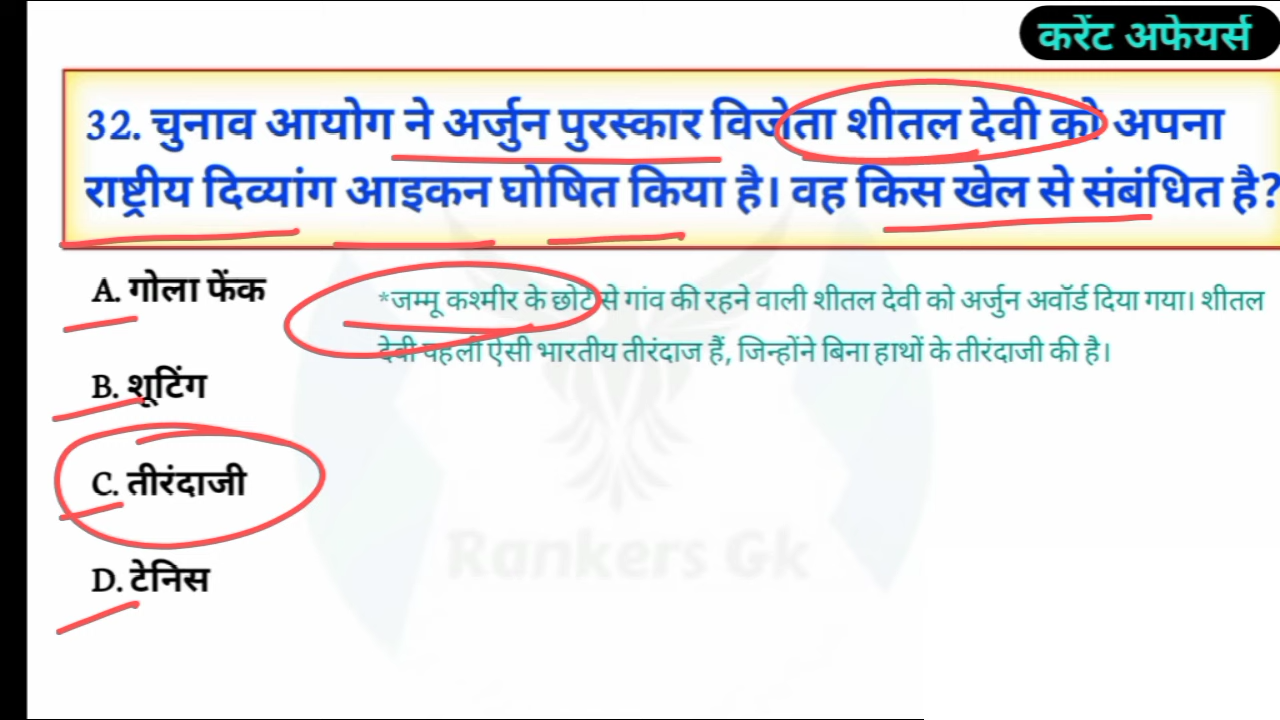 करेंट अफेयर्स
32. चुनाव आयोग ने अर्जुन पुरस्कार विजेता शीतल देवी को अपना
राष्ट्रीय दिव्यांग आइकन घोषित किया है। वह किस खेल से संबंधित है?
A. गोला फेंक
*जम्मू कश्मीर के छोटे से गांव की रहने वाली शीतल देवी को अर्जुन अवॉर्ड दिया गया। शीतल
देवी पहली ऐसी भारतीय तीरंदाज हैं, जिन्होंने बिना हाथों के तीरंदाजी की है।
B. शूटिंग
C. तीरंदाजी
D. टेनिस
Rankers Gk